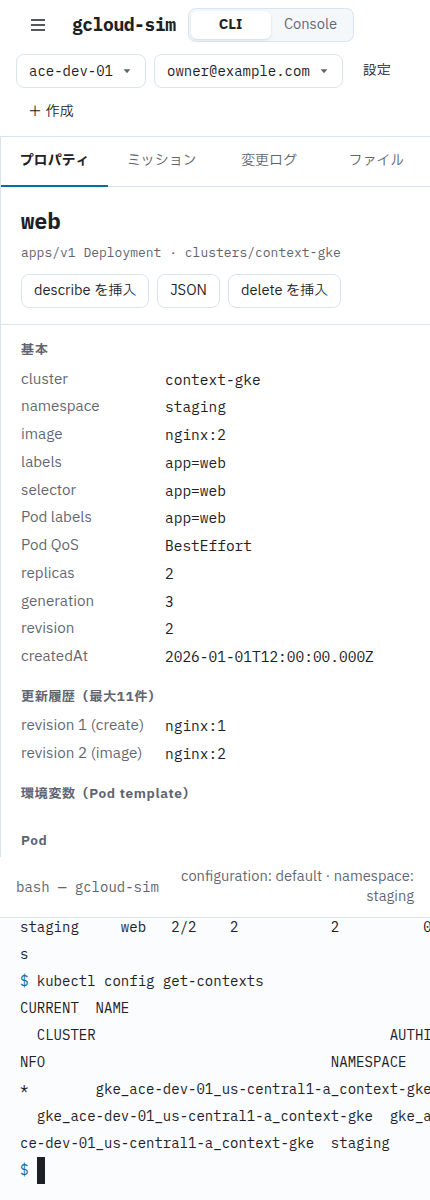 gcloud-sim CLI Console
ace-dev-01 owner@example.com 設定
+ 作成
プロパティ ミッション 変更ログ ファイル
web
apps/v1 Deployment · clusters/context-gke
describe を挿入 JSON delete を挿入
基本
cluster context-gke
namespace staging
image nginx:2
labels app=web
selector app=web
Pod labels app=web
Pod QoS BestEffort
replicas 2
generation 3
revision 2
createdAt 2026-01-01T12:00:00.000Z
更新履歴（最大11件）
revision 1 (create) nginx:1
revision 2 (image) nginx:2
環境変数（Pod template）
Pod
bash — gcloud-sim configuration: default · namespace:
staging
staging web 2/2 2 2 0
s
$ kubectl config get-contexts
CURRENT NAME
CLUSTER AUTHI
NFO NAMESPACE
* gke_ace-dev-01_us-central1-a_context-gke
gke_ace-dev-01_us-central1-a_context-gke gke_a
ce-dev-01_us-central1-a_context-gke staging
$